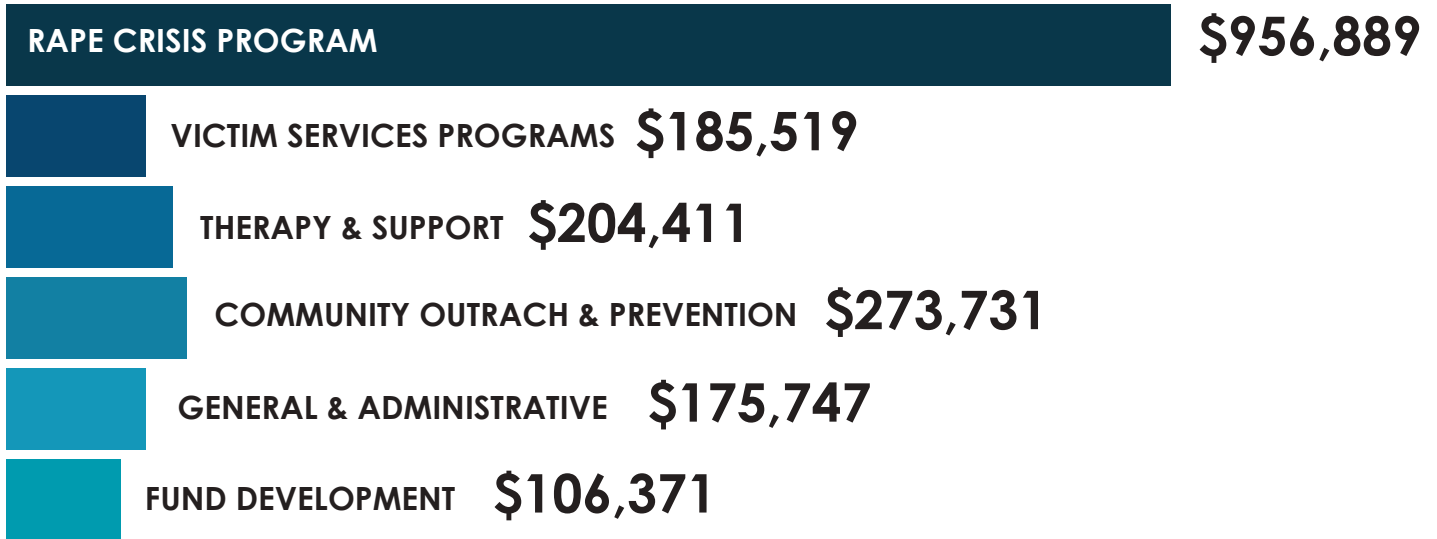 RAPE CRISIS PROGRAM $956,889
VICTIM SERVICES PROGRAMS $185,519
THERAPY & SUPPORT $204,411
COMMUNITY OUTRACH & PREVENTION $273,731
GENERAL & ADMINISTRATIVE $175,747
FUND DEVELOPMENT $106,371